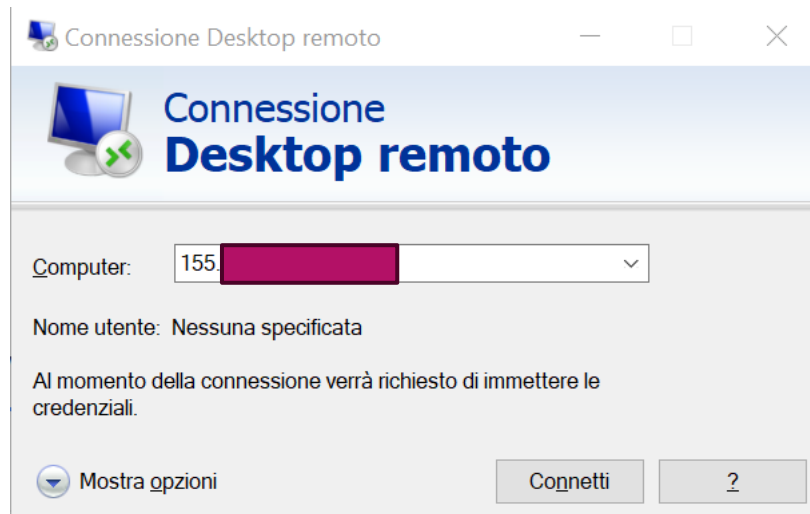 Connessione Desktop remoto
Connessione
Desktop remoto
Computer: 155.
Nome utente: Nessuna specificata
Al momento della connessione verrà richiesto di immettere le
credenziali.
Mostra opzioni Connetti ?